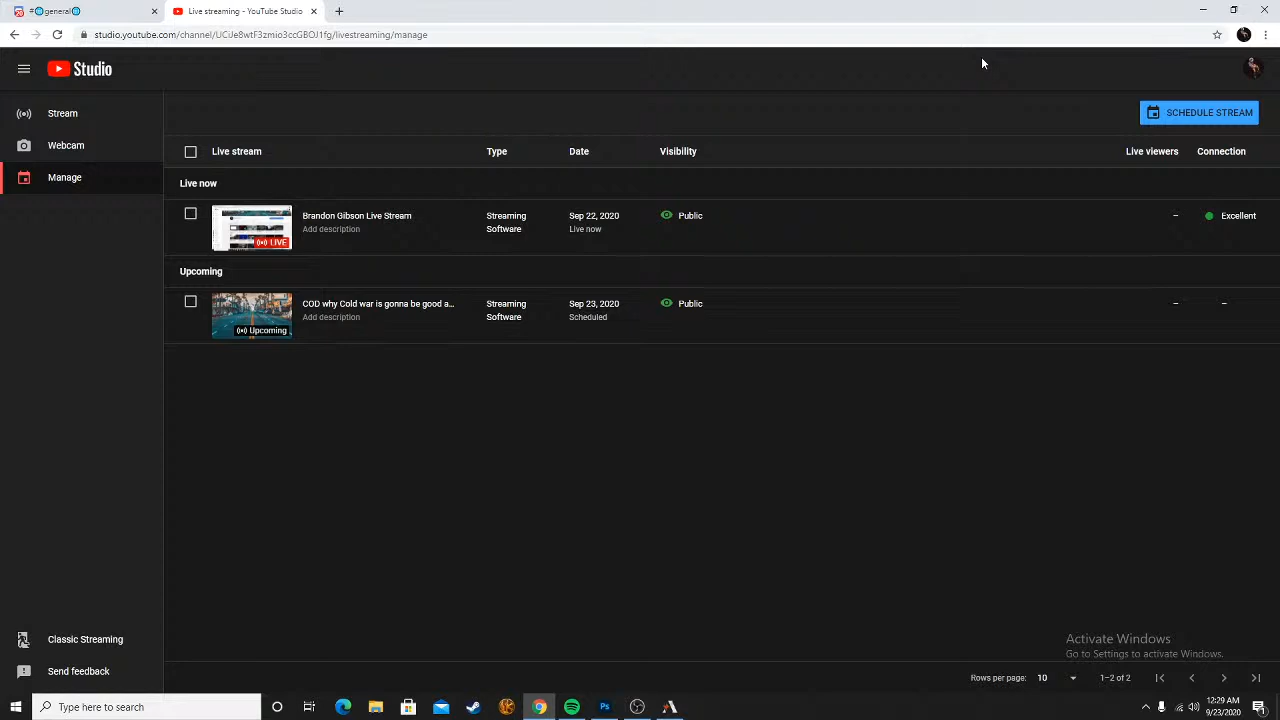 #🌐general🌐
Live streaming - YouTube Studio
studio.youtube.com/channel/UCiJe8wtF3zmio3ccGBOJ1fg/livestreaming/manage
Studio
Stream
SCHEDULE STREAM
Webcam
Live stream Type Date Visibility Live viewers Connection
Manage
Live now
Brandon Gibson Live Stream Streaming Sep 22, 2020 Public – Excellent
Add description Software Live now
LIVE
Upcoming
COD why Cold war is gonna be good a... Streaming Sep 23, 2020 Public – –
Add description Software Scheduled
Upcoming
Classic Streaming
Activate Windows
Go to Settings to activate Windows.
Send feedback
Rows per page: 10 1–2 of 2
Type here to search
12:29 AM
9/23/2020